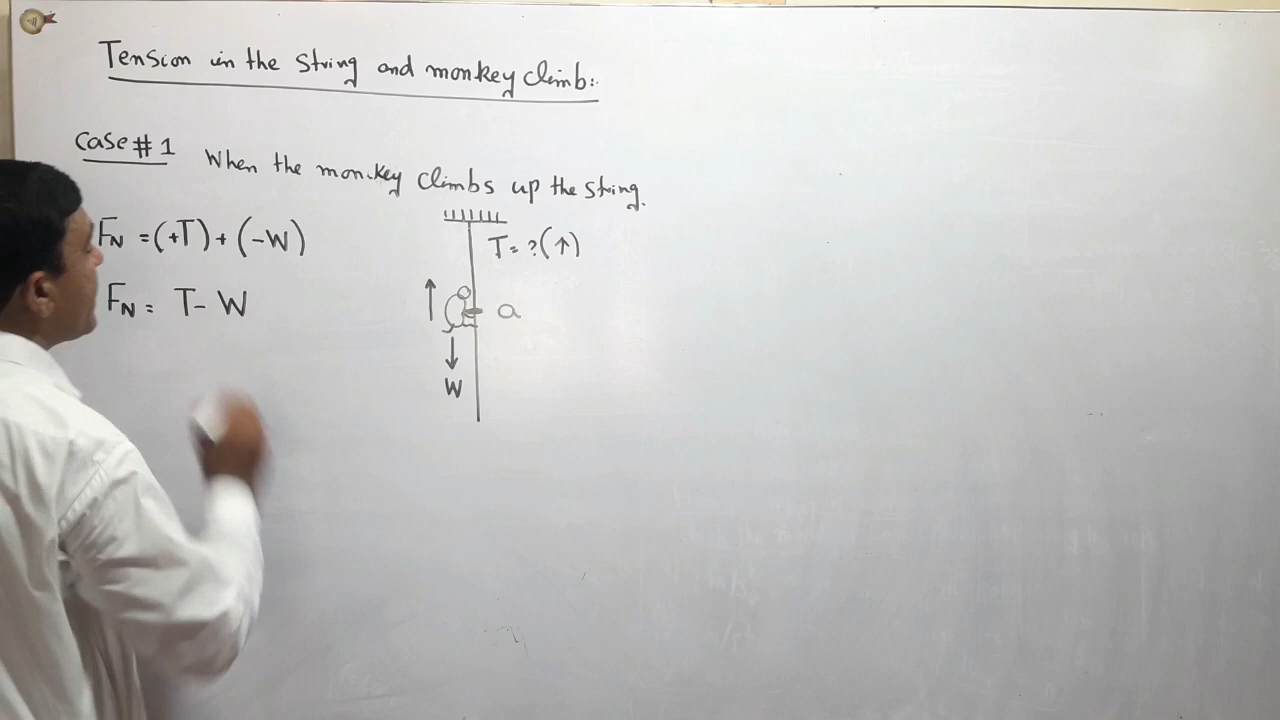 Tension in the string and monkey climb:.
Case # 1 When the monkey climbs up the string.
FN = (+T) + (-W)
T = ? (↑)
FN = T - W
a
W